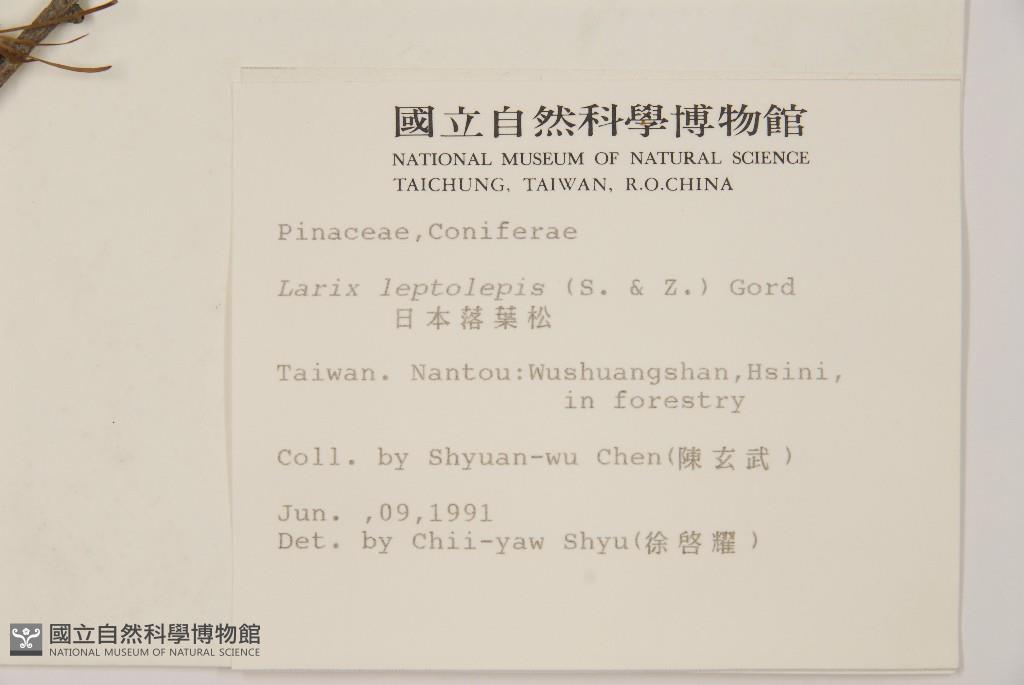 國立自然科學博物館
NATIONAL MUSEUM OF NATURAL SCIENCE
TAICHUNG, TAIWAN, R.O.CHINA
Pinaceae,Coniferae
Larix leptolepis (S. & Z.) Gord
日本落葉松
Taiwan. Nantou:Wushuangshan,Hsini,
in forestry
Coll. by Shyuan-wu Chen(陳玄武)
Jun. ,09,1991
Det. by Chii-yaw Shyu(徐啓耀)
國立自然科學博物館
NATIONAL MUSEUM OF NATURAL SCIENCE